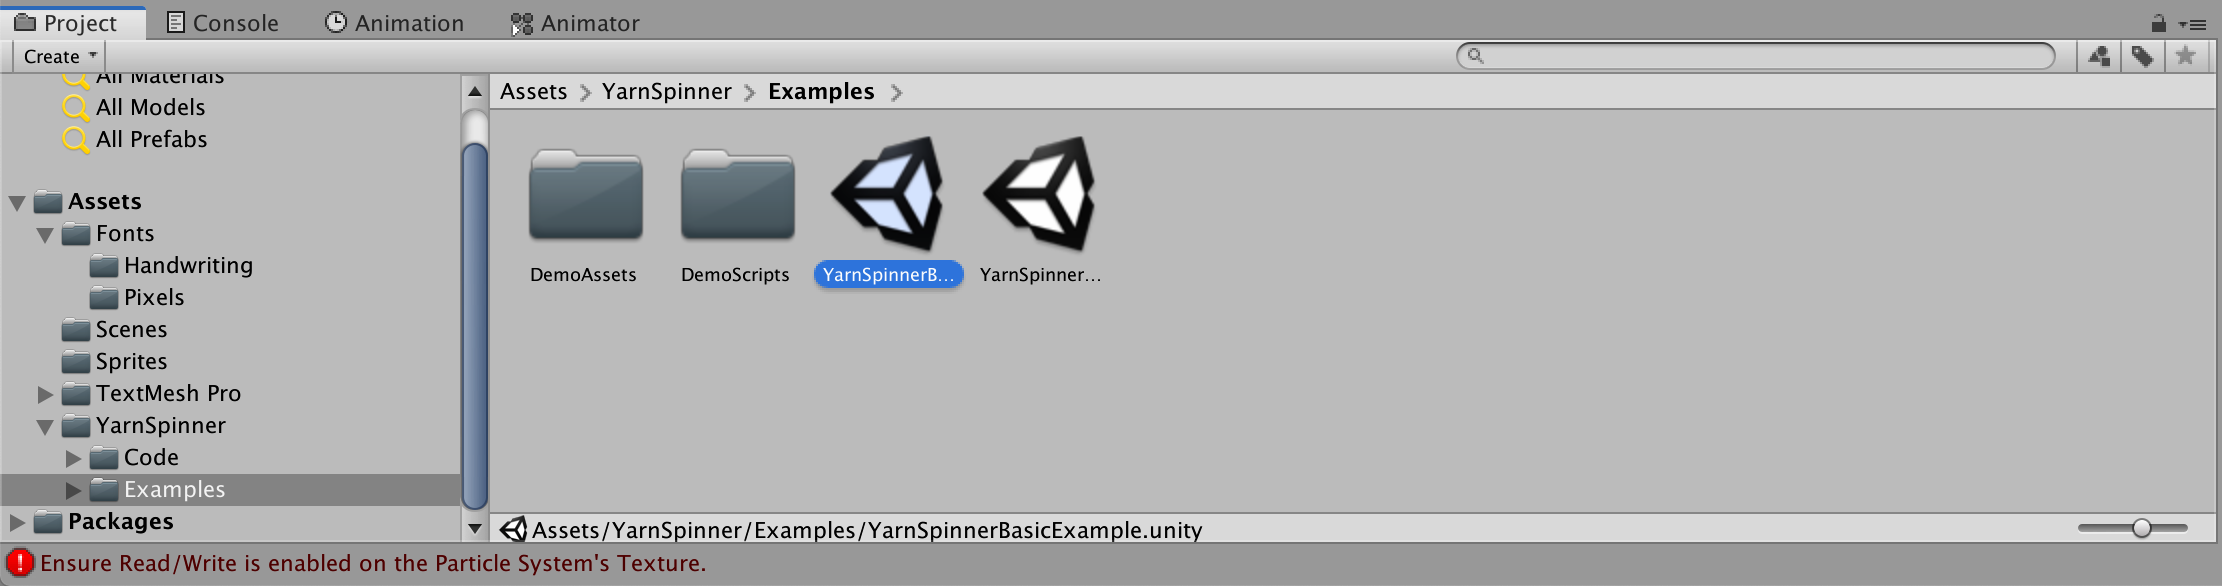 Project Console Animation Animator
Create
All Materials
All Models
All Prefabs
Assets
Fonts
Handwriting
Pixels
Scenes
Sprites
TextMesh Pro
YarnSpinner
Code
Examples
Packages
Assets YarnSpinner Examples
DemoAssets DemoScripts YarnSpinnerB... YarnSpinner...
Assets/YarnSpinner/Examples/YarnSpinnerBasicExample.unity
Ensure Read/Write is enabled on the Particle System's Texture.